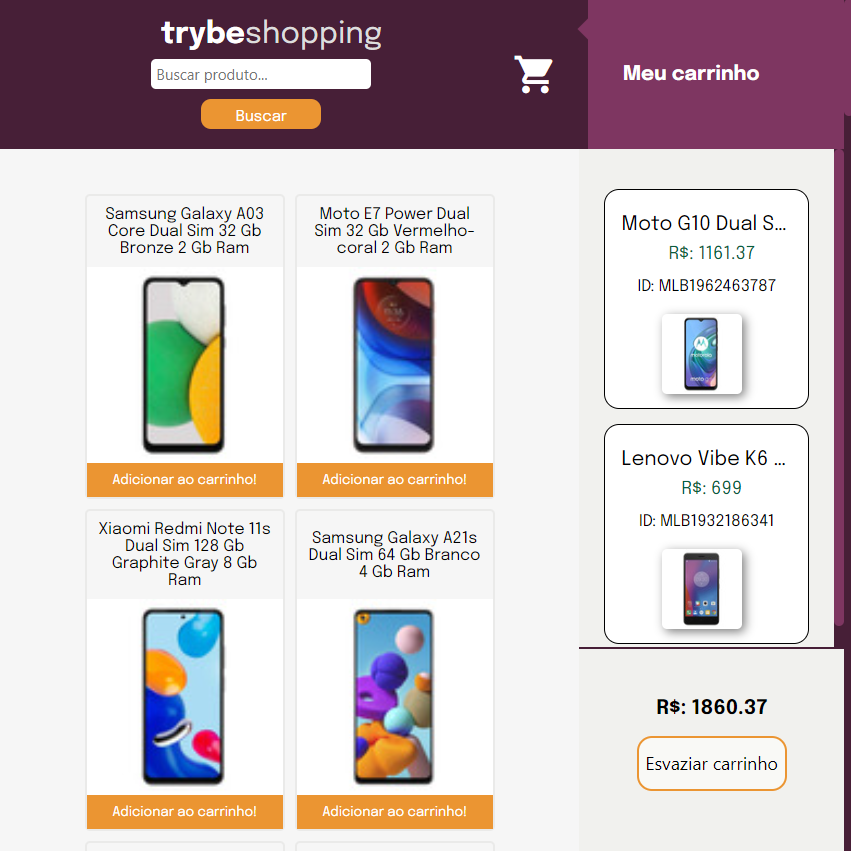 trybeshopping
Buscar produto...
Buscar
Meu carrinho
Samsung Galaxy A03
Core Dual Sim 32 Gb
Bronze 2 Gb Ram
Adicionar ao carrinho!
Moto E7 Power Dual
Sim 32 Gb Vermelho-
coral 2 Gb Ram
Adicionar ao carrinho!
Xiaomi Redmi Note 11s
Dual Sim 128 Gb
Graphite Gray 8 Gb
Ram
Adicionar ao carrinho!
Samsung Galaxy A21s
Dual Sim 64 Gb Branco
4 Gb Ram
Adicionar ao carrinho!
Moto G10 Dual S...
R$: 1161.37
ID: MLB1962463787
motorola
Lenovo Vibe K6 ...
R$: 699
ID: MLB1932186341
R$: 1860.37
Esvaziar carrinho